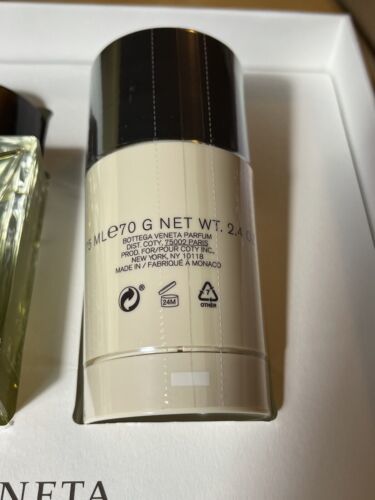 ML ℮ 70 G NET WT. 2.4
BOTTEGA VENETA PARFUM
DIST. COTY, 75002 PARIS
PROD. FOR/POUR COTY INC.,
NEW YORK, NY 10118
MADE IN / FABRIQUÉ À MONACO
24M
7
OTHER
NETA